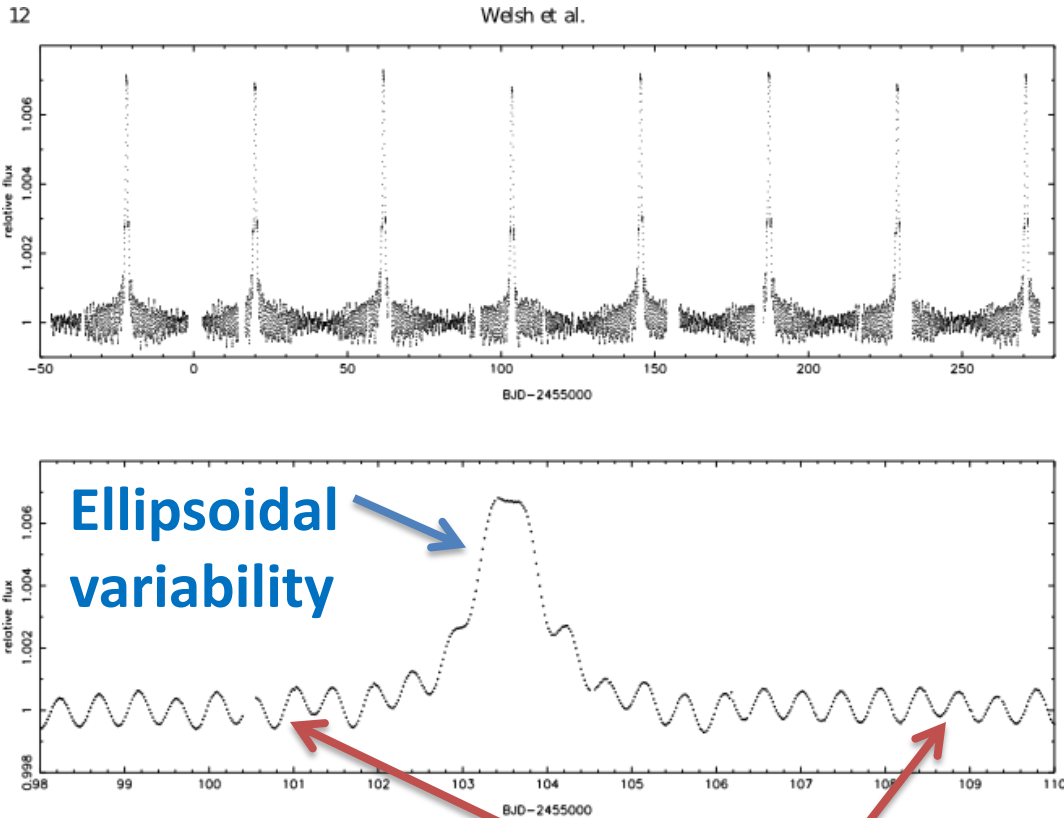 12 Welsh et al.
1.006
1.004
1.002
1
relative flux
−50 0 50 100 150 200 250
BJD−2455000
Ellipsoidal
variability
1.006
1.004
1.002
1
0.998
relative flux
98 99 100 101 102 103 104 105 106 107 108 109 110
BJD−2455000